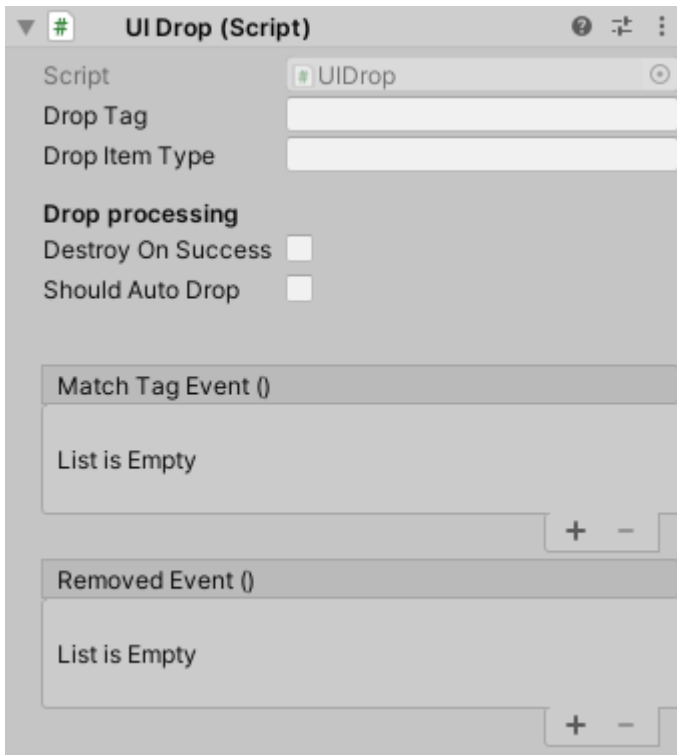 # UI Drop (Script)
Script # UIDrop
Drop Tag
Drop Item Type
Drop processing
Destroy On Success
Should Auto Drop
Match Tag Event ()
List is Empty
+ −
Removed Event ()
List is Empty
+ −